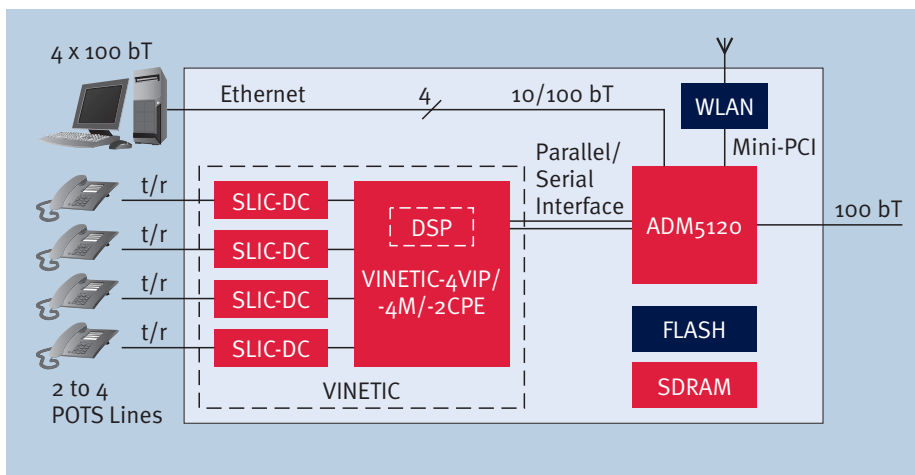 4 x 100 bT
Ethernet
4
10/100 bT
WLAN
Mini-PCI
Parallel/
Serial
Interface
t/r
SLIC-DC
t/r
SLIC-DC
t/r
SLIC-DC
t/r
SLIC-DC
DSP
VINETIC-4VIP/
-4M/-2CPE
VINETIC
ADM5120
100 bT
FLASH
SDRAM
2 to 4
POTS Lines